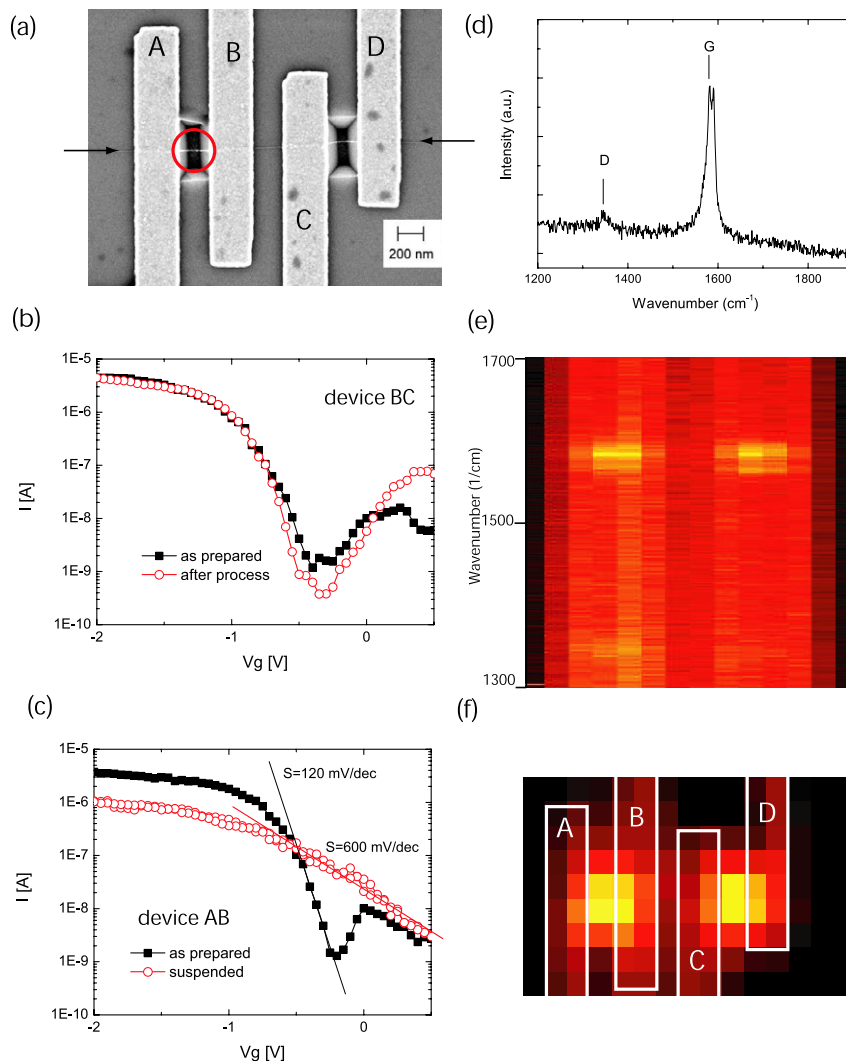 (a)
A
B
C
D
200 nm
(d)
Intensity (a.u.)
D
G
1200
1400
1600
1800
Wavenumber (cm⁻¹)
(b)
I [A]
1E-5
1E-6
1E-7
1E-8
1E-9
1E-10
device BC
as prepared
after process
-2
-1
0
Vg [V]
(e)
Wavenumber (1/cm)
1700
1500
1300
(c)
I [A]
1E-5
1E-6
1E-7
1E-8
1E-9
1E-10
S=120 mV/dec
S=600 mV/dec
device AB
as prepared
suspended
-2
-1
0
Vg [V]
(f)
A
B
C
D